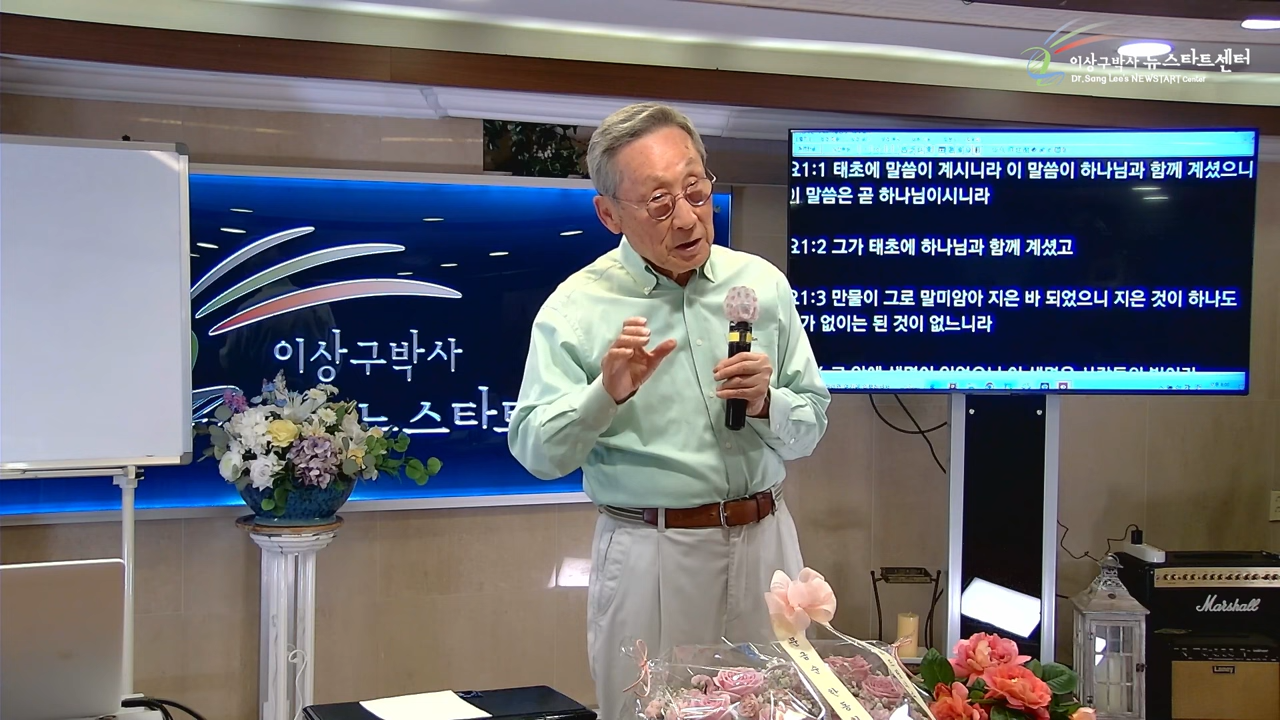 이상구박사 뉴스타트센터
Dr.Sang Lee's NEWSTART Center
요1:1 태초에 말씀이 계시니라 이 말씀이 하나님과 함께 계셨으니
이 말씀은 곧 하나님이시니라
요1:2 그가 태초에 하나님과 함께 계셨고
요1:3 만물이 그로 말미암아 지은 바 되었으니 지은 것이 하나도
가 없이는 된 것이 없느니라
이상구박사
뉴스타트
Marshall
Laney